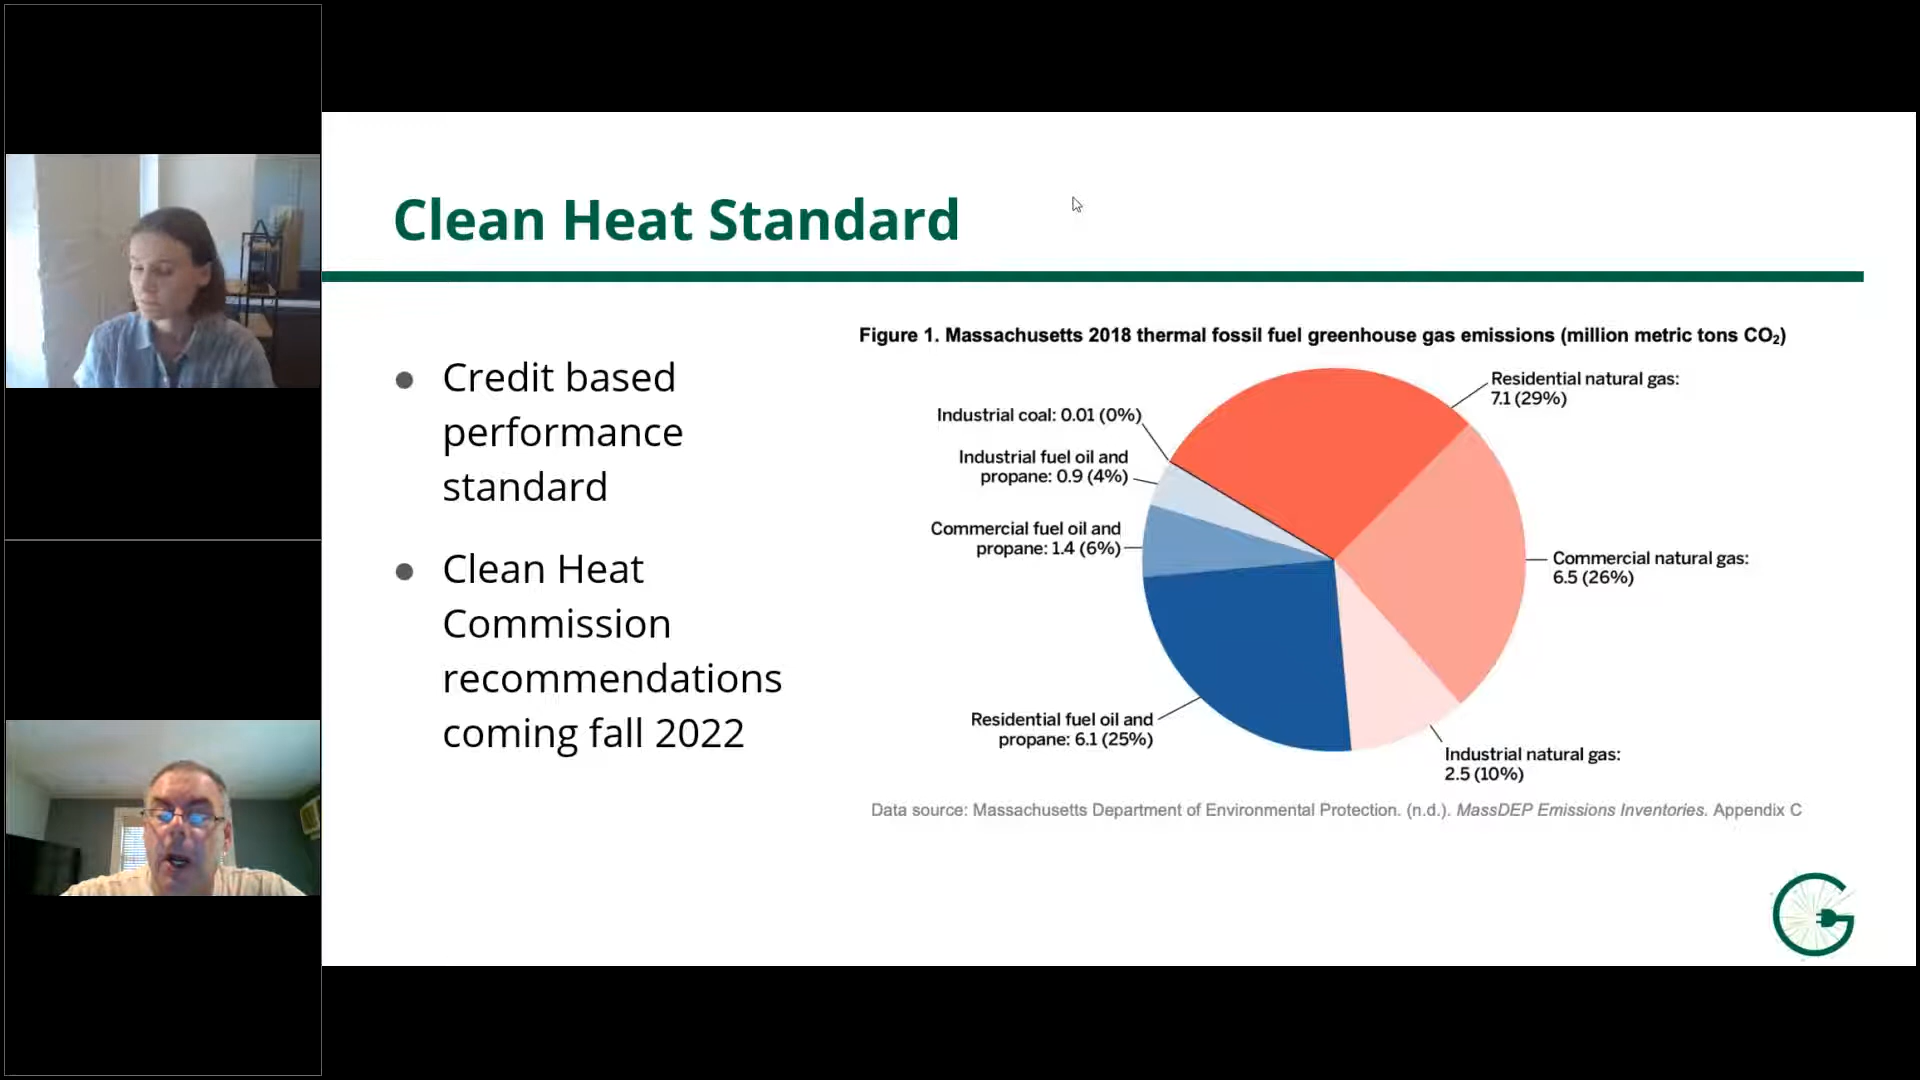 Clean Heat Standard
Credit based
performance
standard
Clean Heat
Commission
recommendations
coming fall 2022
Figure 1. Massachusetts 2018 thermal fossil fuel greenhouse gas emissions (million metric tons CO₂)
Residential natural gas:
7.1 (29%)
Industrial coal: 0.01 (0%)
Industrial fuel oil and
propane: 0.9 (4%)
Commercial fuel oil and
propane: 1.4 (6%)
Commercial natural gas:
6.5 (26%)
Residential fuel oil and
propane: 6.1 (25%)
Industrial natural gas:
2.5 (10%)
Data source: Massachusetts Department of Environmental Protection. (n.d.). MassDEP Emissions Inventories. Appendix C